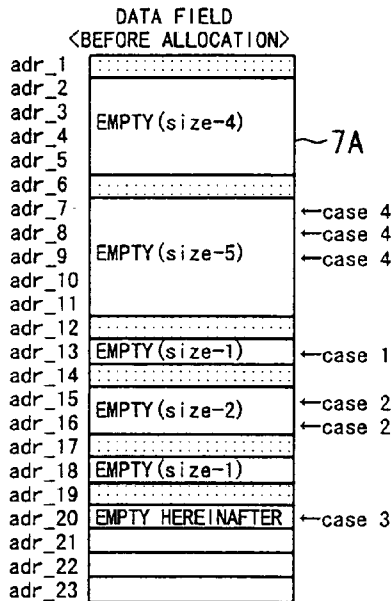 DATA FIELD
<BEFORE ALLOCATION>
adr_1
adr_2
adr_3
adr_4 EMPTY(size-4) 7A
adr_5
adr_6
adr_7 ←case 4
adr_8 ←case 4
adr_9 EMPTY(size-5) ←case 4
adr_10
adr_11
adr_12
adr_13 EMPTY(size-1) ←case 1
adr_14
adr_15 EMPTY(size-2) ←case 2
adr_16 ←case 2
adr_17
adr_18 EMPTY(size-1)
adr_19
adr_20 EMPTY HEREINAFTER ←case 3
adr_21
adr_22
adr_23